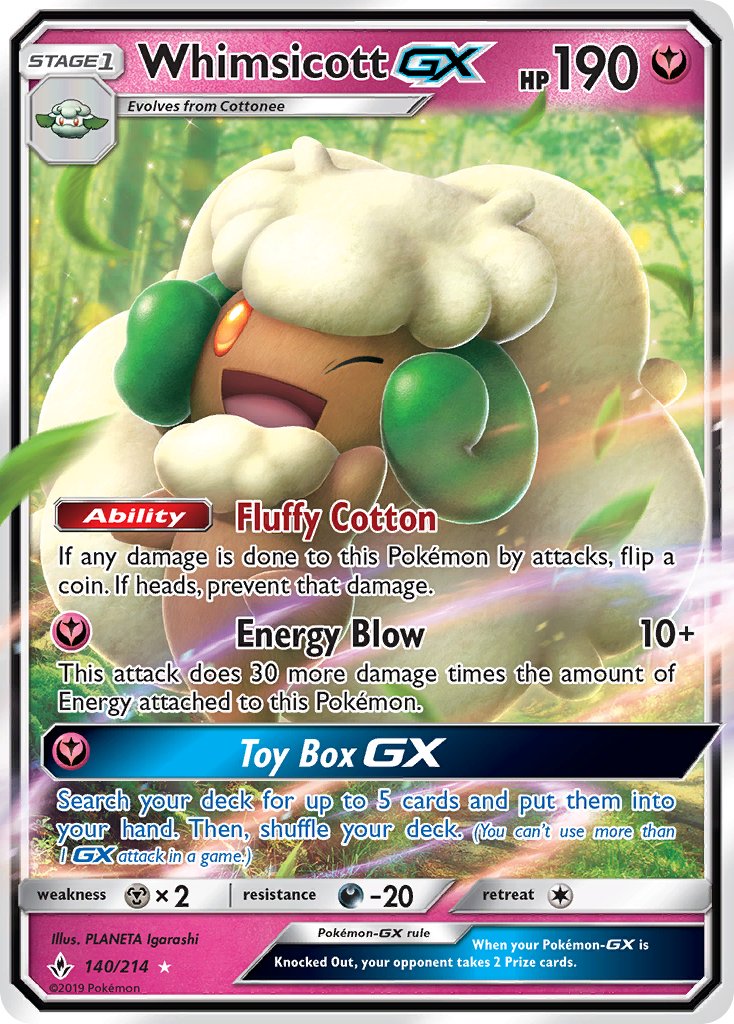 STAGE1 Whimsicott GX HP190
Evolves from Cottonee
Ability Fluffy Cotton
If any damage is done to this Pokémon by attacks, flip a
coin. If heads, prevent that damage.
Energy Blow 10+
This attack does 30 more damage times the amount of
Energy attached to this Pokémon.
Toy Box GX
Search your deck for up to 5 cards and put them into
your hand. Then, shuffle your deck. (You can't use more than
1 GX attack in a game.)
weakness ×2 resistance -20 retreat
Illus. PLANETA Igarashi
140/214
©2019 Pokémon
Pokémon-GX rule
When your Pokémon-GX is
Knocked Out, your opponent takes 2 Prize cards.